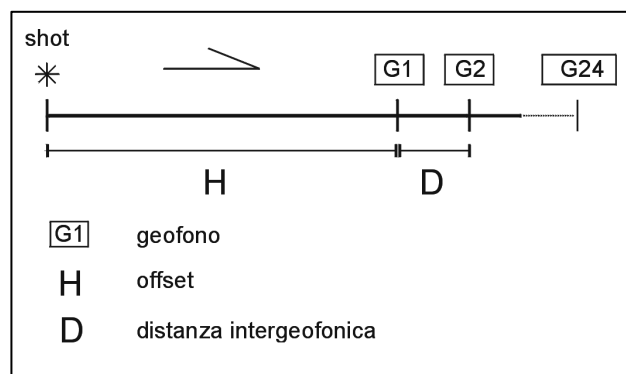 shot
G1 G2 G24
H D
G1 geofono
H offset
D distanza intergeofonica